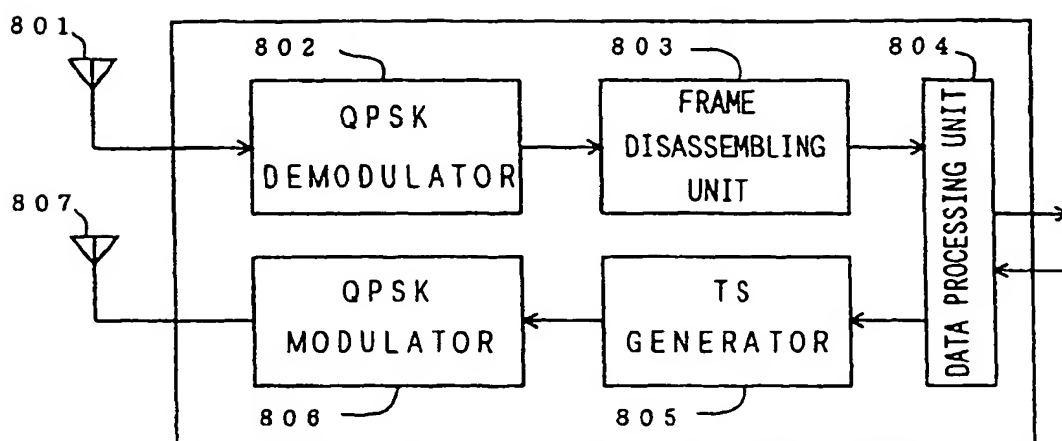 801
802
803
804
QPSK
DEMODULATOR
FRAME
DISASSEMBLING
UNIT
DATA PROCESSING UNIT
807
QPSK
MODULATOR
TS
GENERATOR
806
805